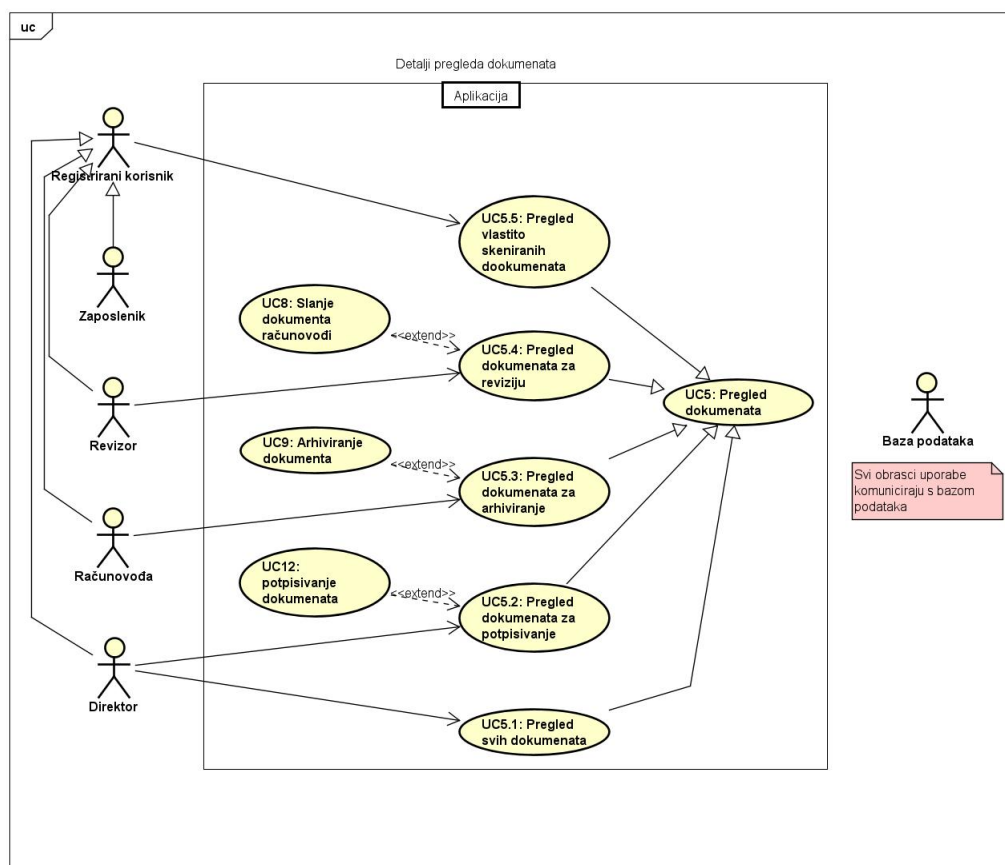 uc
Detalji pregleda dokumenata
Aplikacija
Registrirani korisnik
UC5.5: Pregled
vlastito
skeniranih
dookumenata
Zaposlenik
UC8: Slanje
dokumenta
računovođi
<<extend>>
UC5.4: Pregled
dokumenata za
reviziju
UC5: Pregled
dokumenata
Revizor
Baza podataka
UC9: Arhiviranje
dokumenta
<<extend>>
UC5.3: Pregled
dokumenata za
arhiviranje
Svi obrasci uporabe
komuniciraju s bazom
podataka
Računovođa
UC12:
potpisivanje
dokumenata
<<extend>>
UC5.2: Pregled
dokumenata za
potpisivanje
Direktor
UC5.1: Pregled
svih dokumenata